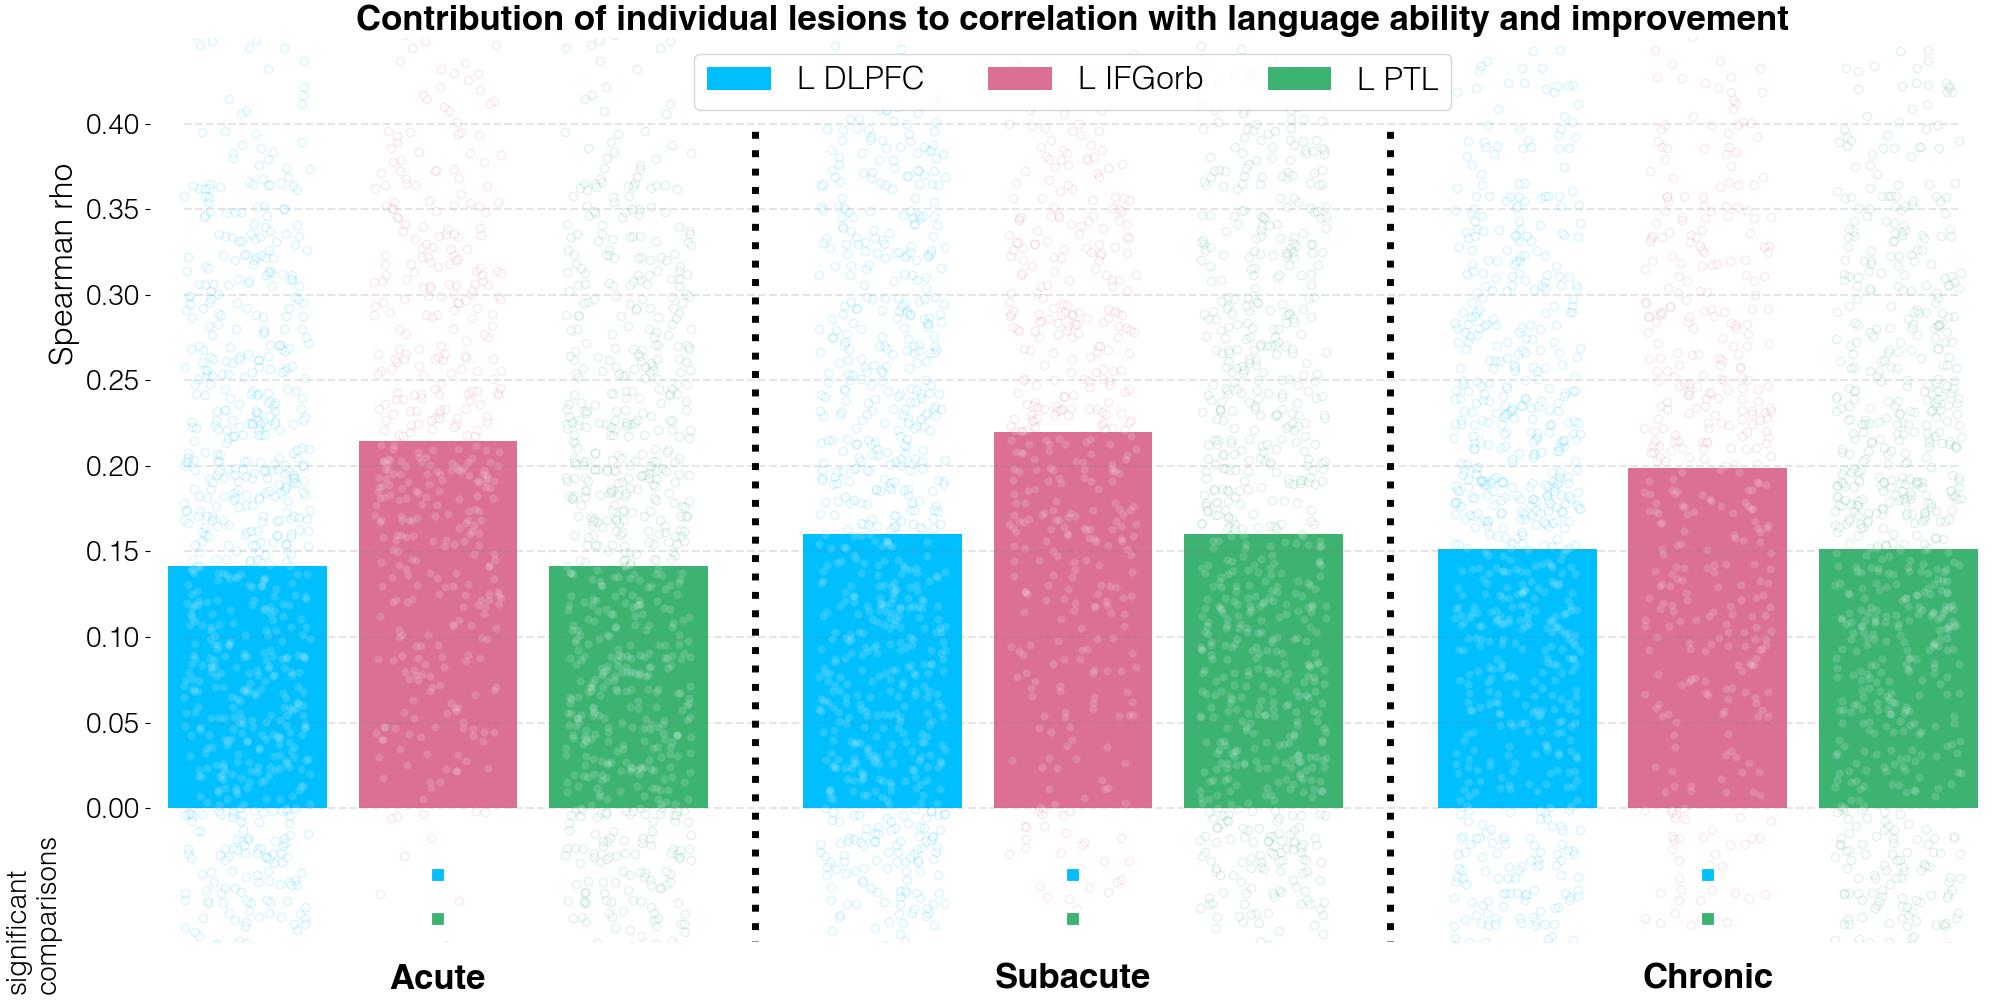 Contribution of individual lesions to correlation with language ability and improvement
L DLPFC L IFGorb L PTL
Spearman rho
0.40
0.35
0.30
0.25
0.20
0.15
0.10
0.05
0.00
significant
comparisons
Acute Subacute Chronic